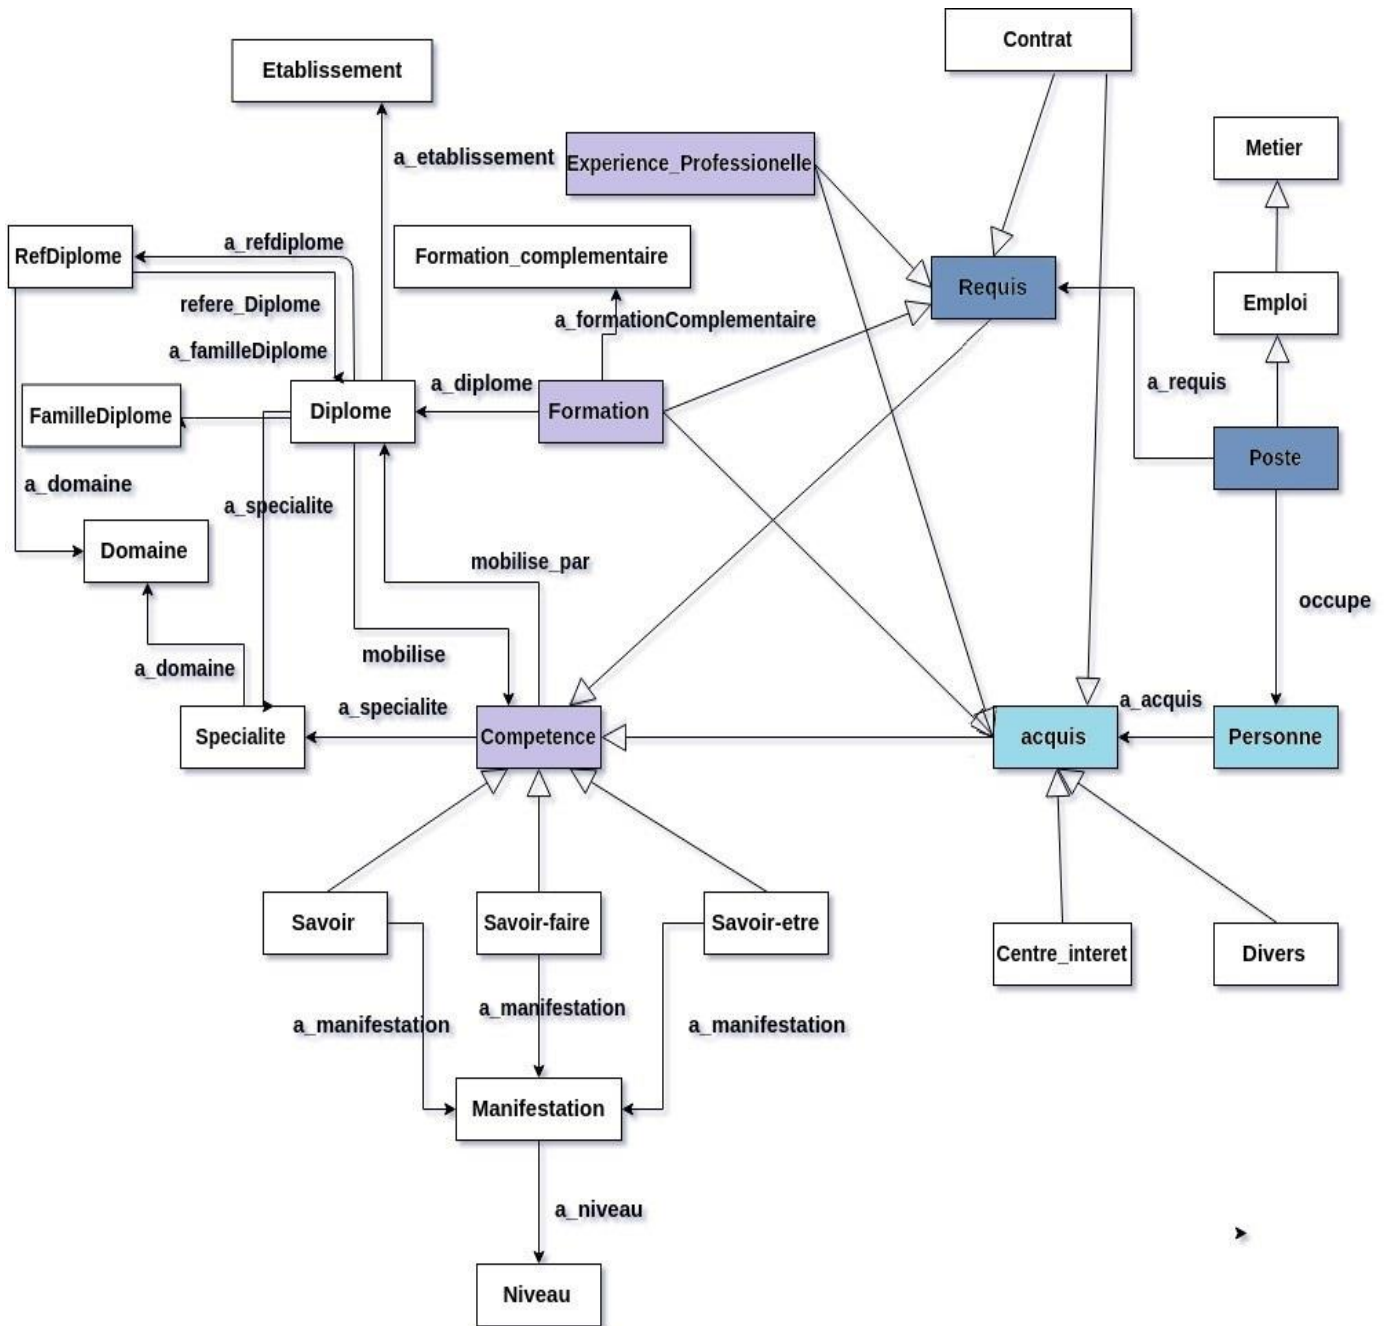 Contrat
Etablissement
Metier
a_etablissement
Experience_Professionelle
a_refdiplome
RefDiplome
Formation_complementaire
Requis
refere_Diplome
Emploi
a_formationComplementaire
a_familleDiplome
a_diplome
a_requis
FamilleDiplome
Diplome
Formation
Poste
a_domaine
a_specialite
Domaine
mobilise_par
occupe
mobilise
a_domaine
a_specialite
a_acquis
Specialite
Competence
acquis
Personne
Savoir
Savoir-faire
Savoir-etre
Centre_interet
Divers
a_manifestation
a_manifestation
a_manifestation
Manifestation
a_niveau
Niveau